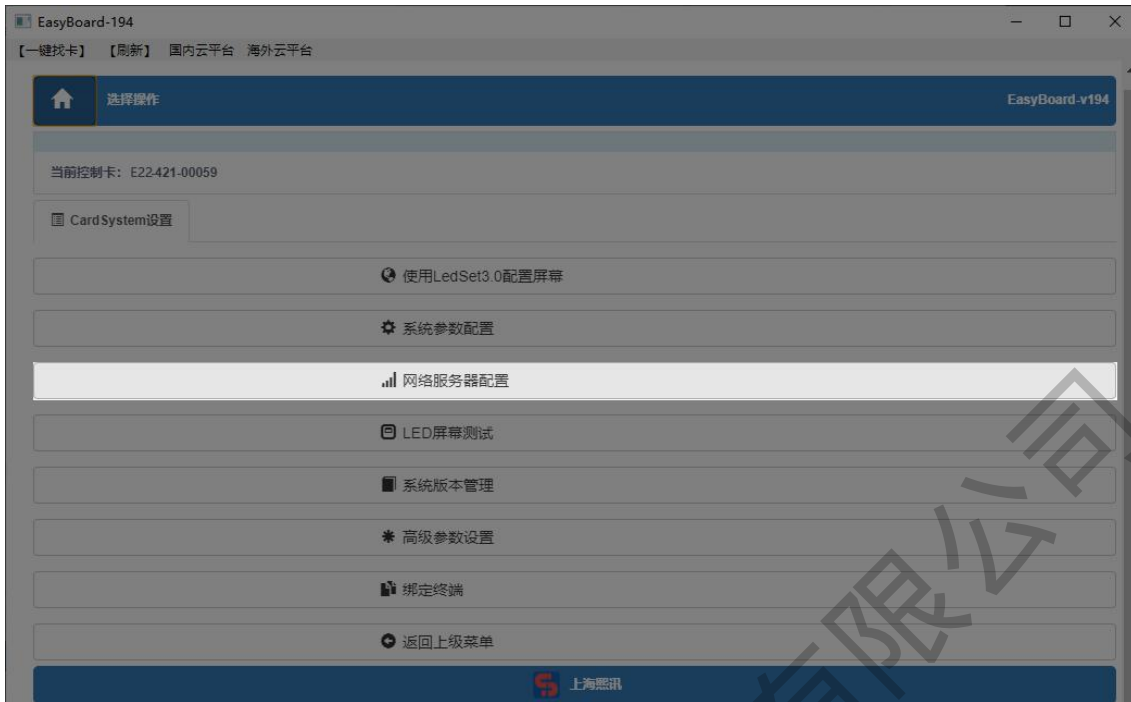 EasyBoard-194
【一键找卡】 【刷新】 国内云平台 海外云平台
选择操作 EasyBoard-v194
当前控制卡：E22-421-00059
CardSystem设置
使用LedSet3.0配置屏幕
系统参数配置
网络服务器配置
LED屏幕测试
系统版本管理
高级参数设置
绑定终端
返回上级菜单
上海熙讯
有限公司